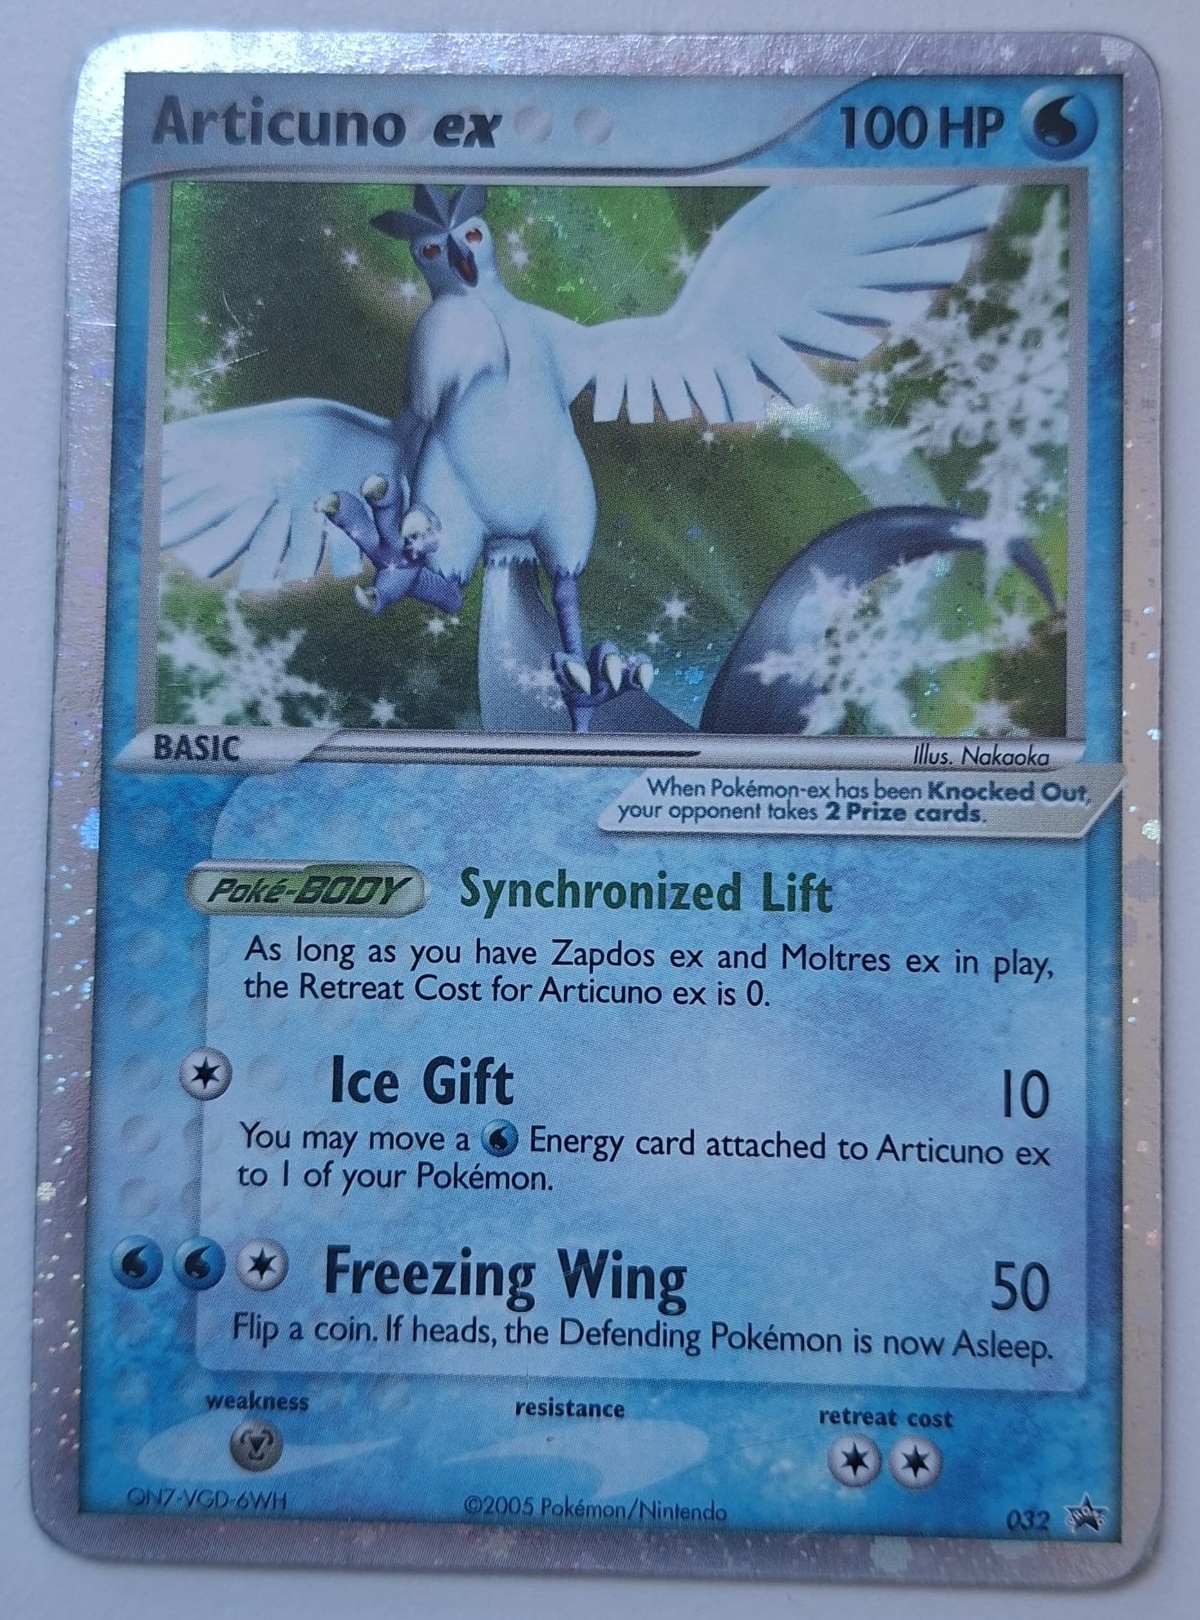 Articuno ex 100 HP
BASIC
Illus. Nakaoka
When Pokémon-ex has been Knocked Out,
your opponent takes 2 Prize cards.
Poké-BODY Synchronized Lift
As long as you have Zapdos ex and Moltres ex in play,
the Retreat Cost for Articuno ex is 0.
Ice Gift 10
You may move a Energy card attached to Articuno ex
to 1 of your Pokémon.
Freezing Wing 50
Flip a coin. If heads, the Defending Pokémon is now Asleep.
weakness resistance retreat cost
QN7-VGD-6WH ©2005 Pokémon/Nintendo 032